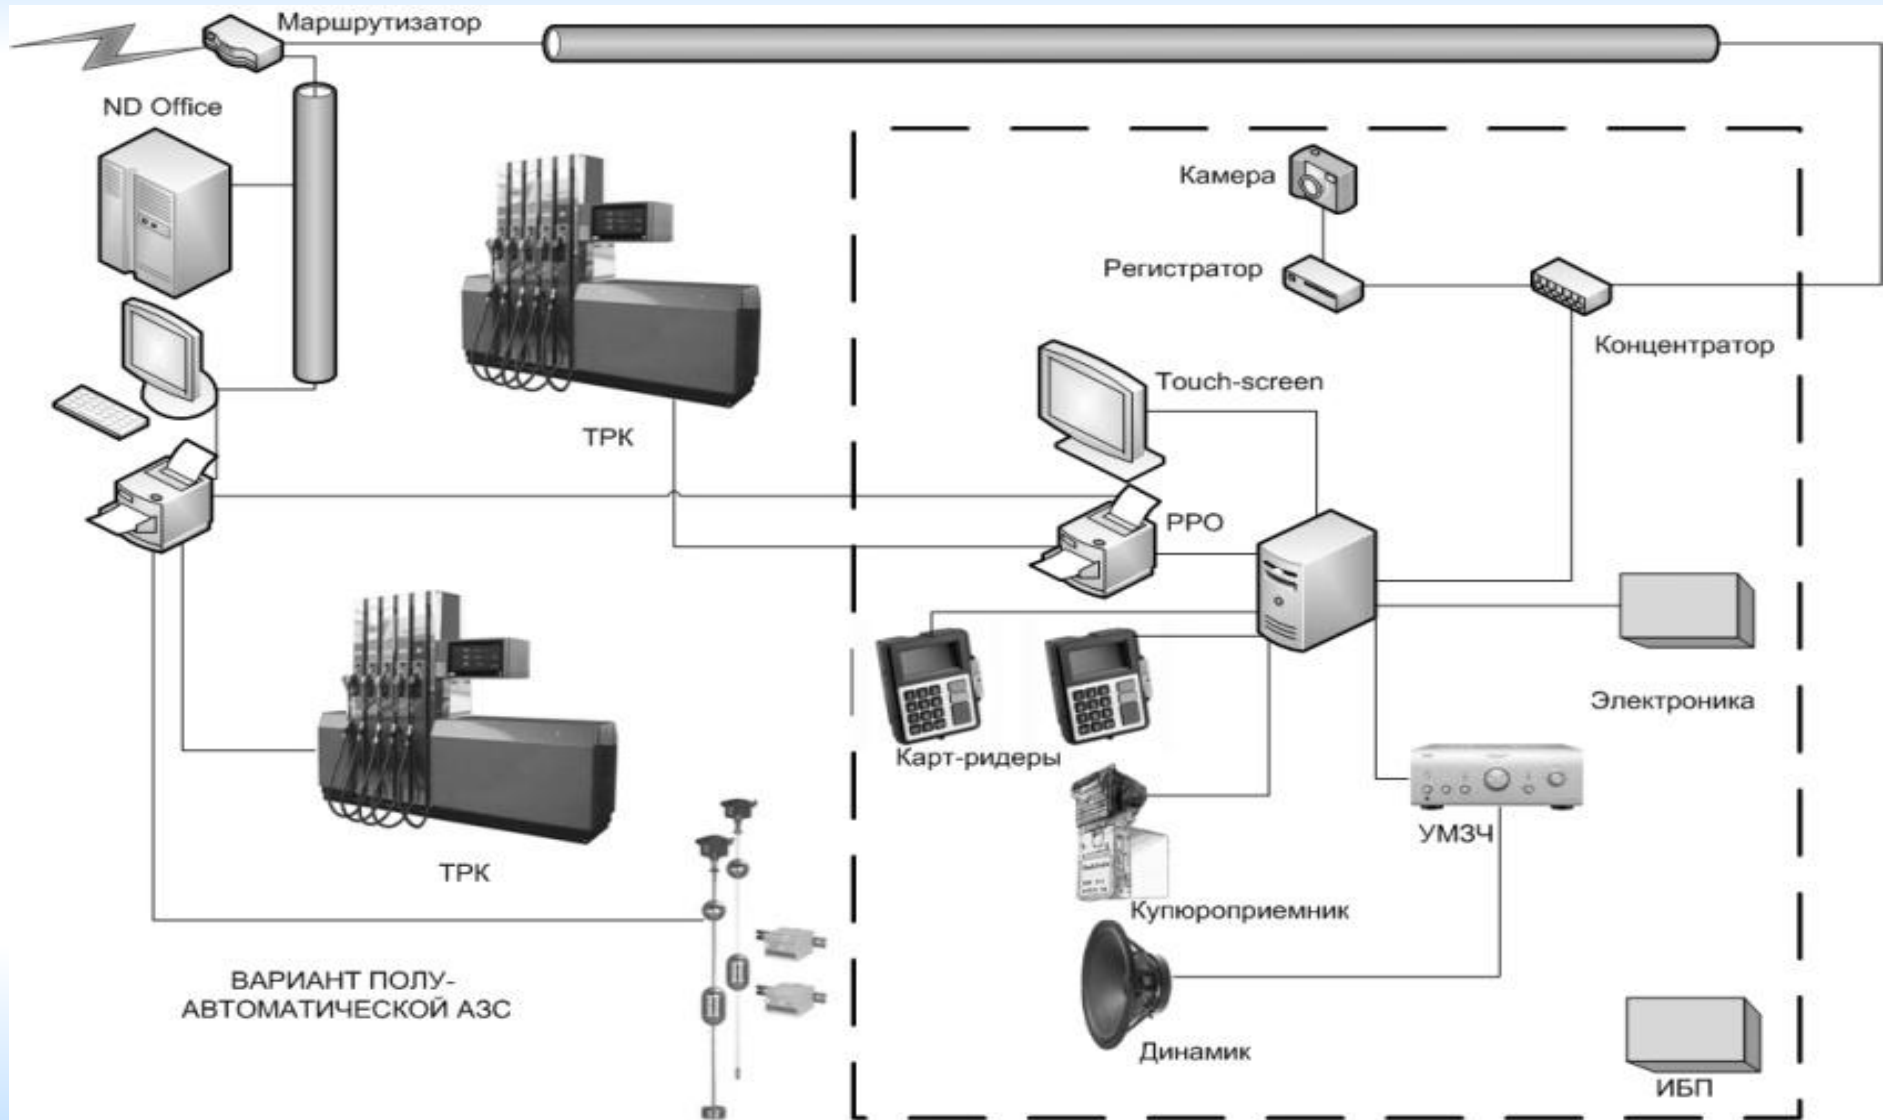 Маршрутизатор
ND Office
Камера
Регистратор
Концентратор
Touch-screen
ТРК
РРО
Электроника
Карт-ридеры
УМЗЧ
ТРК
Купюроприемник
ВАРИАНТ ПОЛУ-
АВТОМАТИЧЕСКОЙ АЗС
Динамик
ИБП